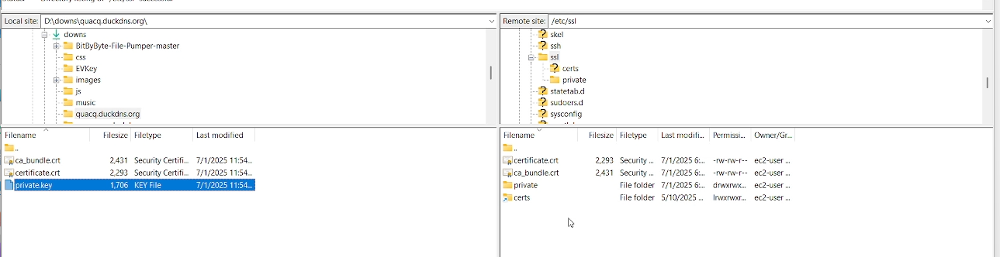 Local site: D:\downs\quacq.duckdns.org\
downs
BitByByte-File-Pumper-master
css
EVKey
images
js
music
quacq.duckdns.org
Filename Filesize Filetype Last modified
..
ca_bundle.crt 2,431 Security Certifi... 7/1/2025 11:54...
certificate.crt 2,293 Security Certifi... 7/1/2025 11:54...
private.key 1,706 KEY File 7/1/2025 11:54...
Remote site: /etc/ssl
skel
ssh
ssl
certs
private
statetab.d
sudoers.d
sysconfig
Filename Filesize Filetype Last modifi... Permissi... Owner/Gr...
..
certificate.crt 2,293 Security ... 7/1/2025 6:... -rw-rw-r-- ec2-user ...
ca_bundle.crt 2,431 Security ... 7/1/2025 6:... -rw-rw-r-- ec2-user ...
private File folder 7/1/2025 6:... drwxrwx... ec2-user ...
certs File folder 5/10/2025 ... lrwxrwxr... ec2-user ...